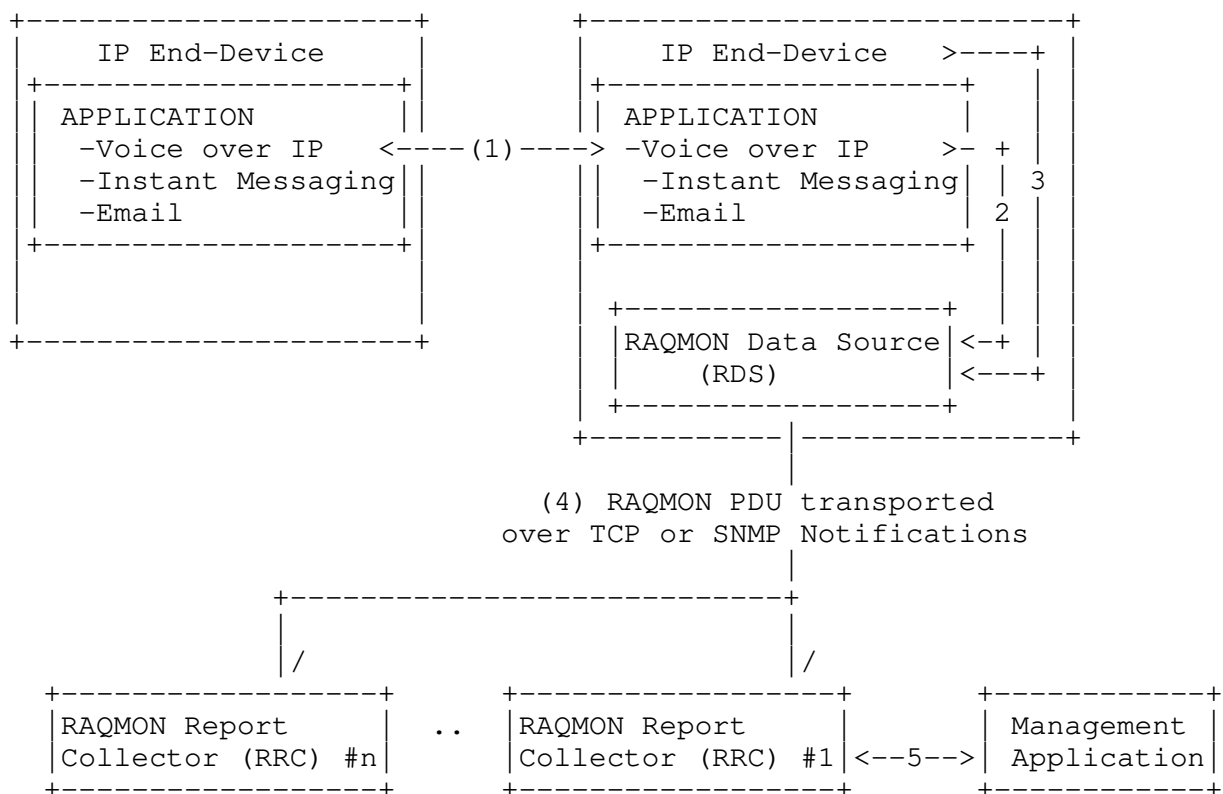 IP End-Device IP End-Device >----+
APPLICATION APPLICATION
-Voice over IP <----(1)----> -Voice over IP >- +
-Instant Messaging -Instant Messaging 3
-Email -Email 2
RAQMON Data Source <-+
(RDS) <---+
(4) RAQMON PDU transported
over TCP or SNMP Notifications
RAQMON Report .. RAQMON Report Management
Collector (RRC) #n Collector (RRC) #1 <--5--> Application